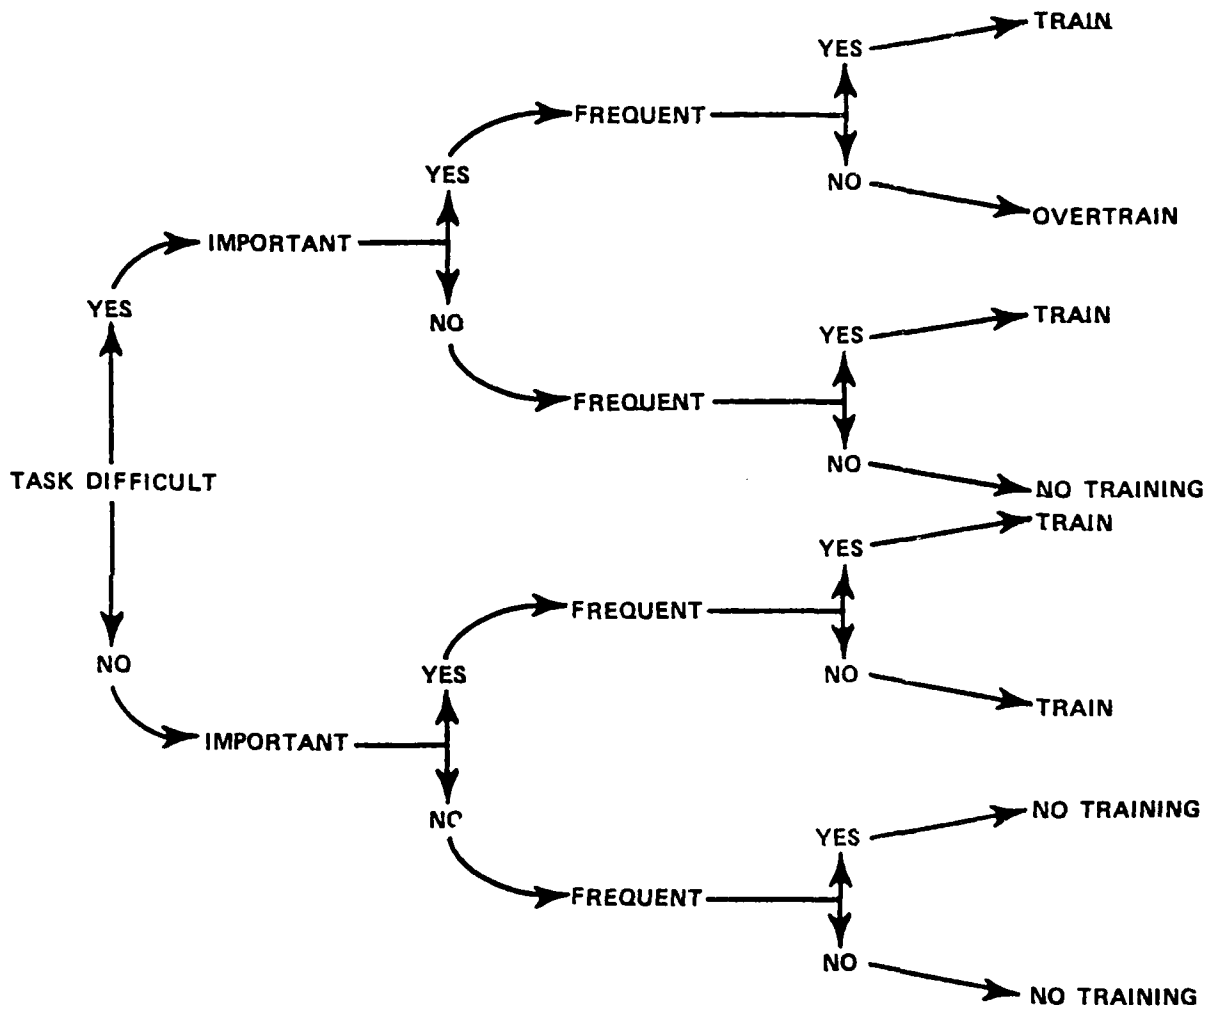 TRAIN
YES
FREQUENT
YES
NO
OVERTRAIN
IMPORTANT
YES
NO
YES
TRAIN
FREQUENT
NO
NO TRAINING
TASK DIFFICULT
YES
TRAIN
FREQUENT
NO
YES
NO
TRAIN
IMPORTANT
NO
YES
NO TRAINING
FREQUENT
NO
NO TRAINING